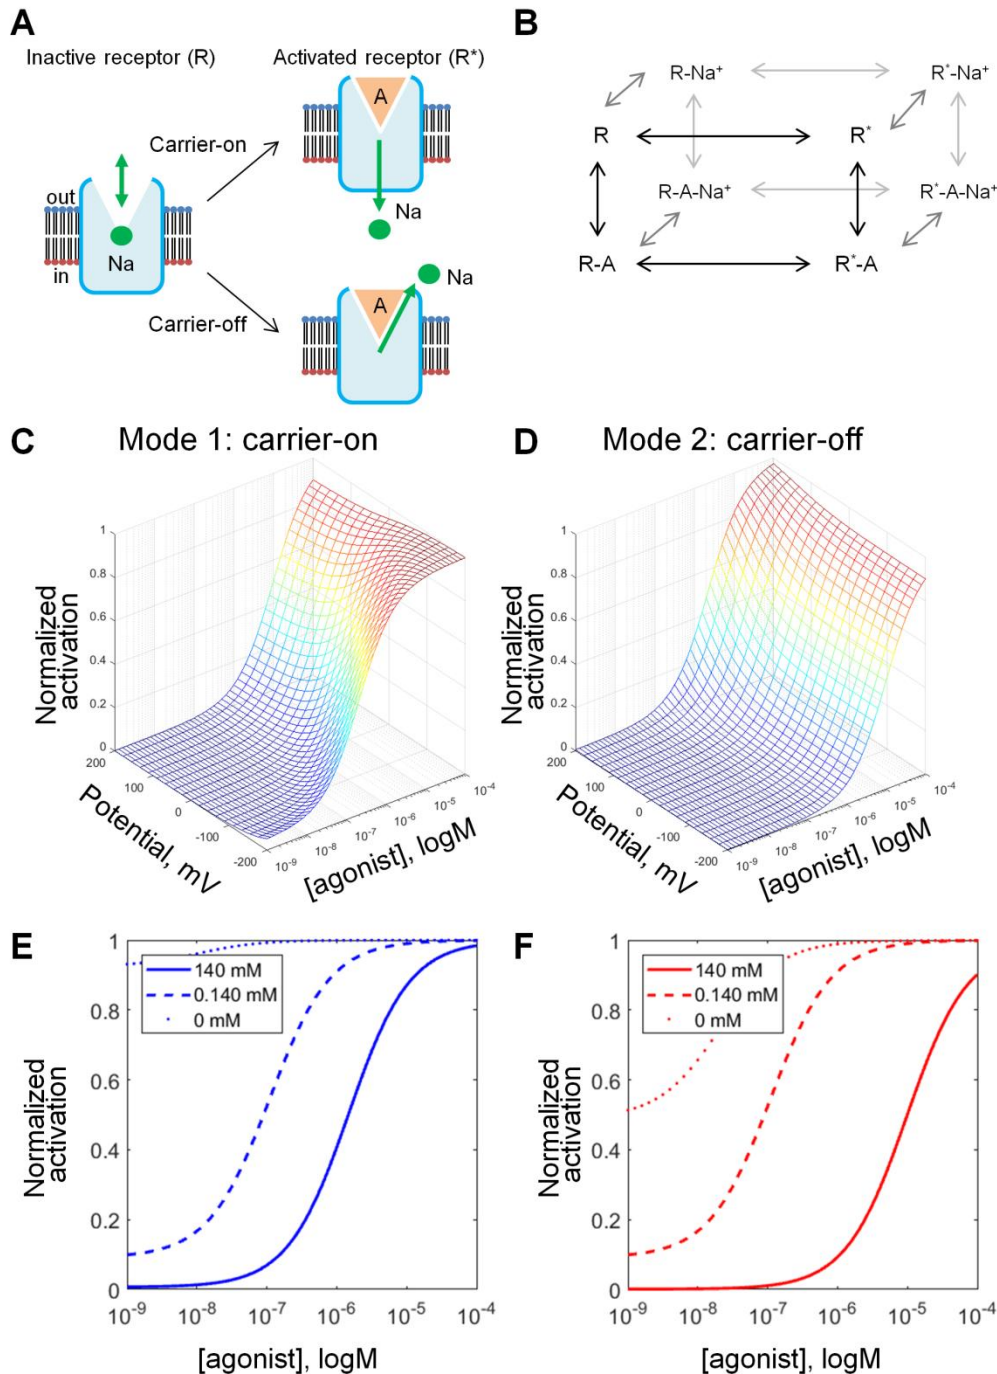 A
Inactive receptor (R)
Activated receptor (R*)
A
Carrier-on
out
Na
Na
in
Na
A
Carrier-off
B
R-Na⁺
R*-Na⁺
R
R*
R-A-Na⁺
R*-A-Na⁺
R-A
R*-A
C
Mode 1: carrier-on
1
0.8
0.6
0.4
0.2
0
Normalized
activation
200
100
0
-100
-200
Potential, mV
10⁻⁹
10⁻⁸
10⁻⁷
10⁻⁶
10⁻⁵
10⁻⁴
[agonist], logM
D
Mode 2: carrier-off
1
0.8
0.6
0.4
0.2
0
Normalized
activation
200
100
0
-100
-200
Potential, mV
10⁻⁹
10⁻⁸
10⁻⁷
10⁻⁶
10⁻⁵
10⁻⁴
[agonist], logM
E
1
0.8
0.6
0.4
0.2
0
Normalized
activation
140 mM
0.140 mM
0 mM
10⁻⁹ 10⁻⁸ 10⁻⁷ 10⁻⁶ 10⁻⁵ 10⁻⁴
[agonist], logM
F
1
0.8
0.6
0.4
0.2
0
Normalized
activation
140 mM
0.140 mM
0 mM
10⁻⁹ 10⁻⁸ 10⁻⁷ 10⁻⁶ 10⁻⁵ 10⁻⁴
[agonist], logM